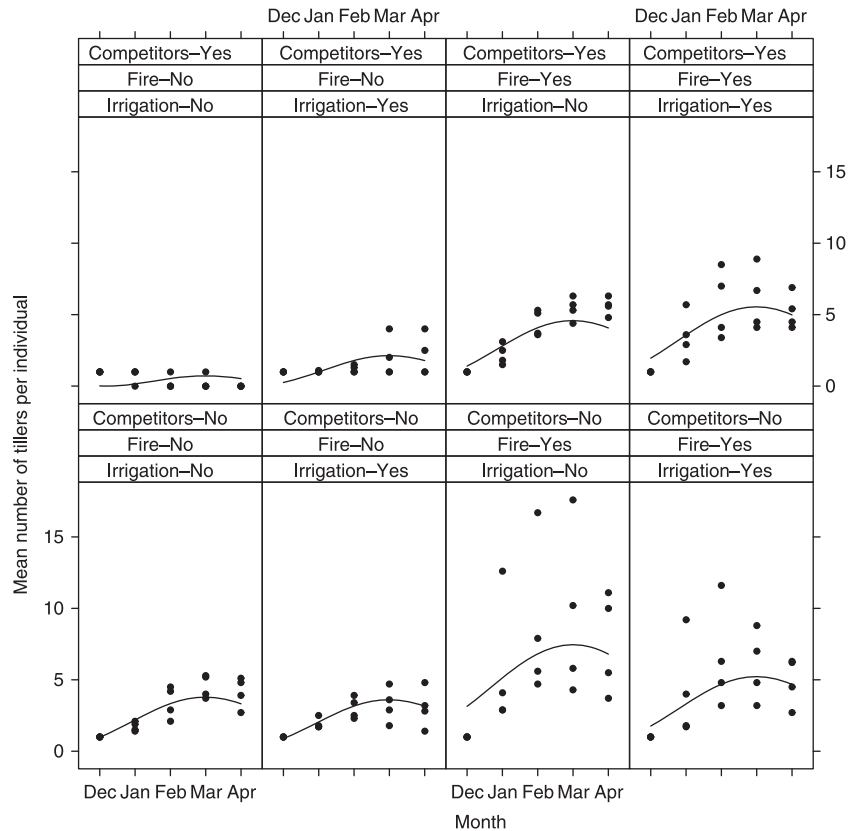 Dec Jan Feb Mar Apr Dec Jan Feb Mar Apr
Competitors–Yes Competitors–Yes Competitors–Yes Competitors–Yes
Fire–No Fire–No Fire–Yes Fire–Yes
Irrigation–No Irrigation–Yes Irrigation–No Irrigation–Yes
15
10
5
0
Mean number of tillers per individual
Competitors–No Competitors–No Competitors–No Competitors–No
Fire–No Fire–No Fire–Yes Fire–Yes
Irrigation–No Irrigation–Yes Irrigation–No Irrigation–Yes
15
10
5
0
Dec Jan Feb Mar Apr Dec Jan Feb Mar Apr
Month